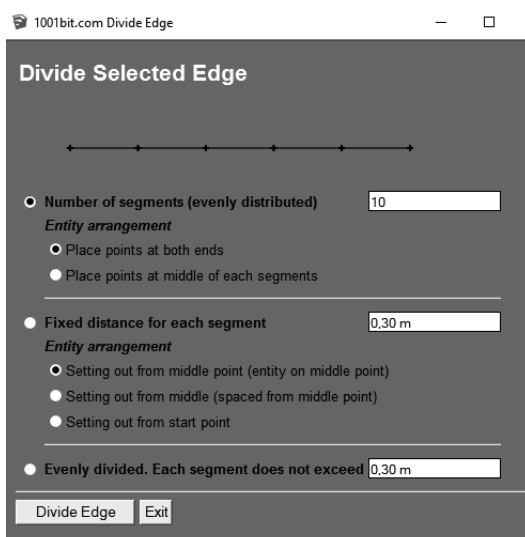 1001bit.com Divide Edge
Divide Selected Edge
Number of segments (evenly distributed) 10
Entity arrangement
Place points at both ends
Place points at middle of each segments
Fixed distance for each segment 0,30 m
Entity arrangement
Setting out from middle point (entity on middle point)
Setting out from middle (spaced from middle point)
Setting out from start point
Evenly divided. Each segment does not exceed 0,30 m
Divide Edge Exit